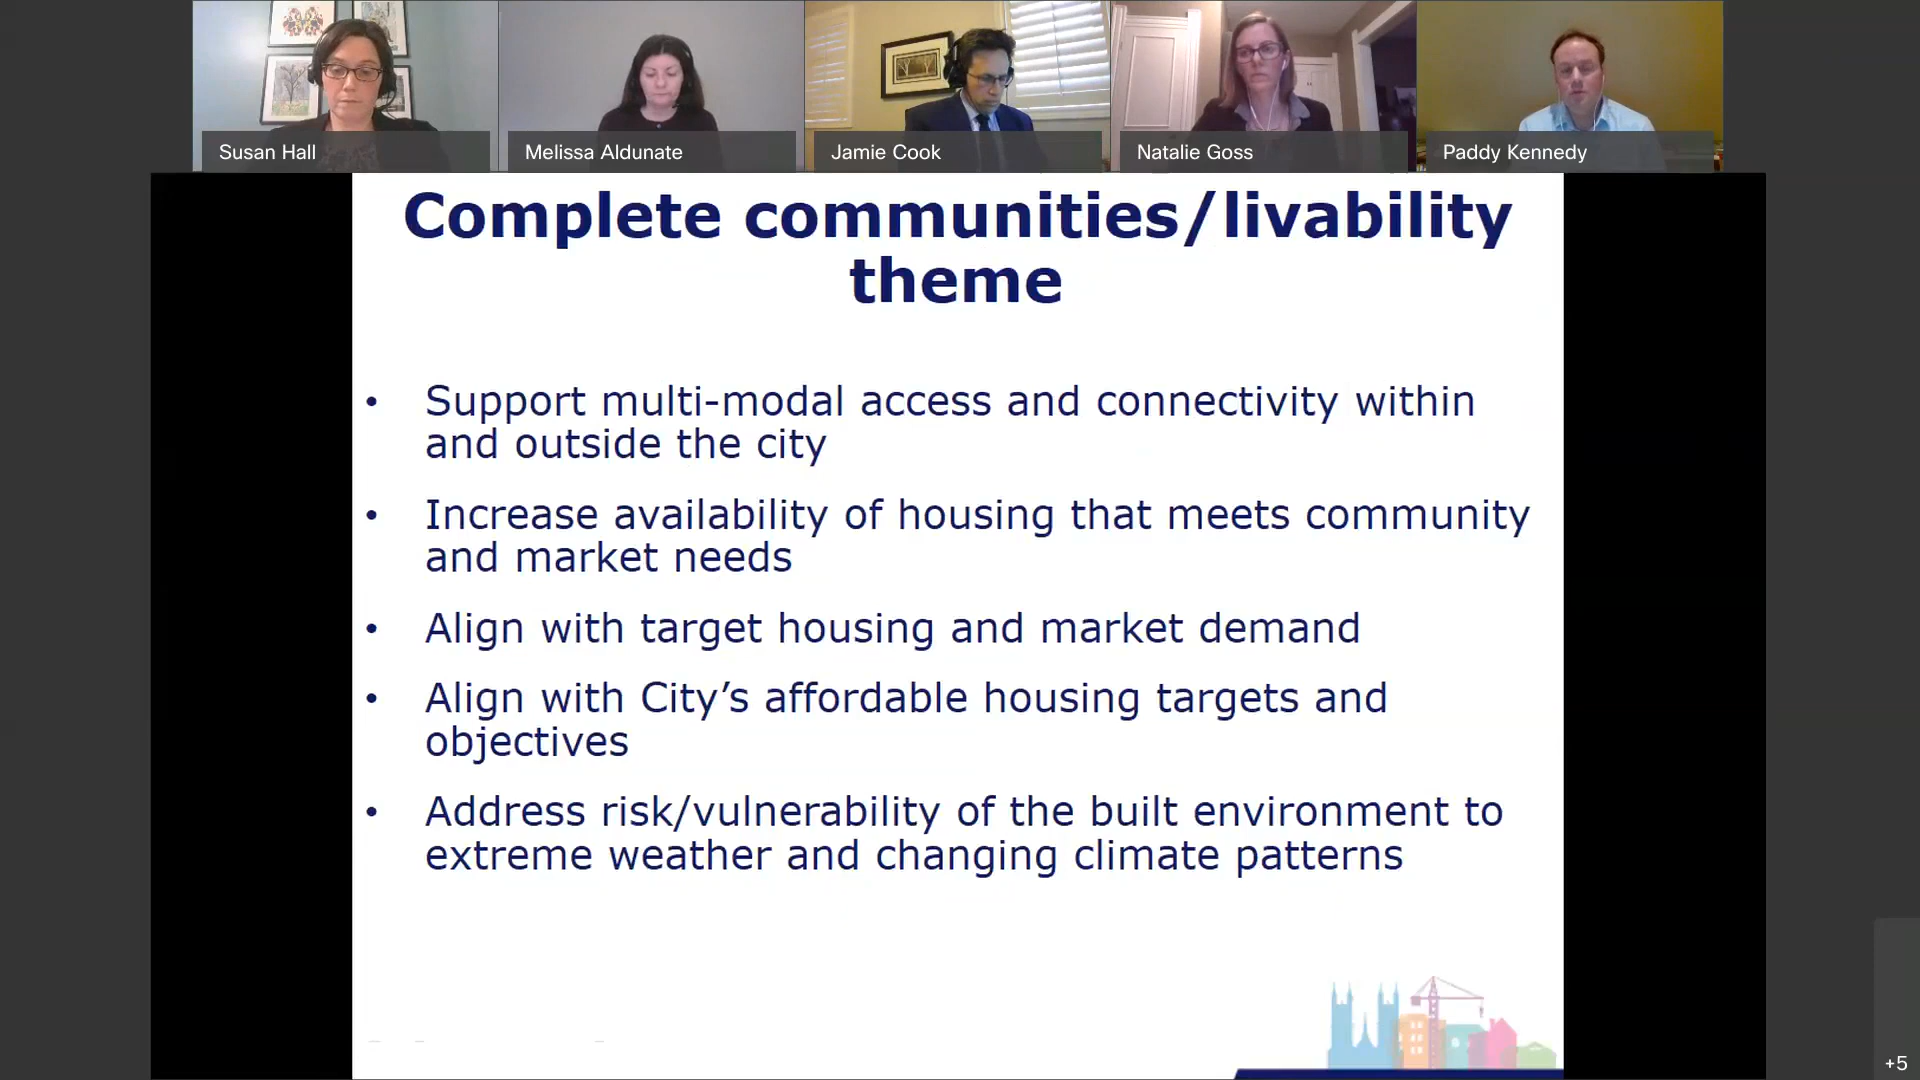 Susan Hall
Melissa Aldunate
Jamie Cook
Natalie Goss
Paddy Kennedy
Complete communities/livability
theme
• Support multi-modal access and connectivity within
and outside the city
• Increase availability of housing that meets community
and market needs
• Align with target housing and market demand
• Align with City’s affordable housing targets and
objectives
• Address risk/vulnerability of the built environment to
extreme weather and changing climate patterns
+5